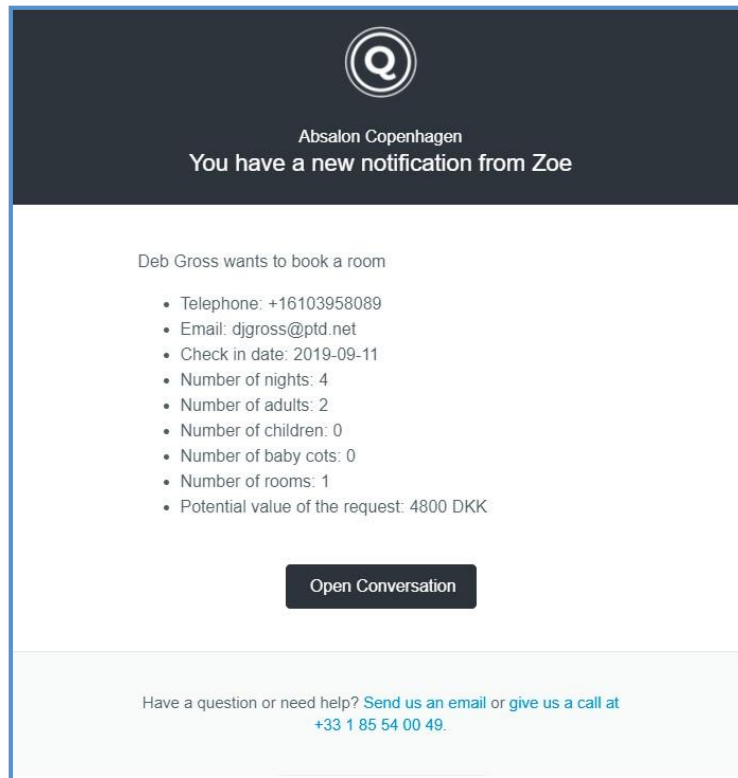 Q
Absalon Copenhagen
You have a new notification from Zoe
Deb Gross wants to book a room
• Telephone: +16103958089
• Email: djgross@ptd.net
• Check in date: 2019-09-11
• Number of nights: 4
• Number of adults: 2
• Number of children: 0
• Number of baby cots: 0
• Number of rooms: 1
• Potential value of the request: 4800 DKK
Open Conversation
Have a question or need help? Send us an email or give us a call at
+33 1 85 54 00 49.